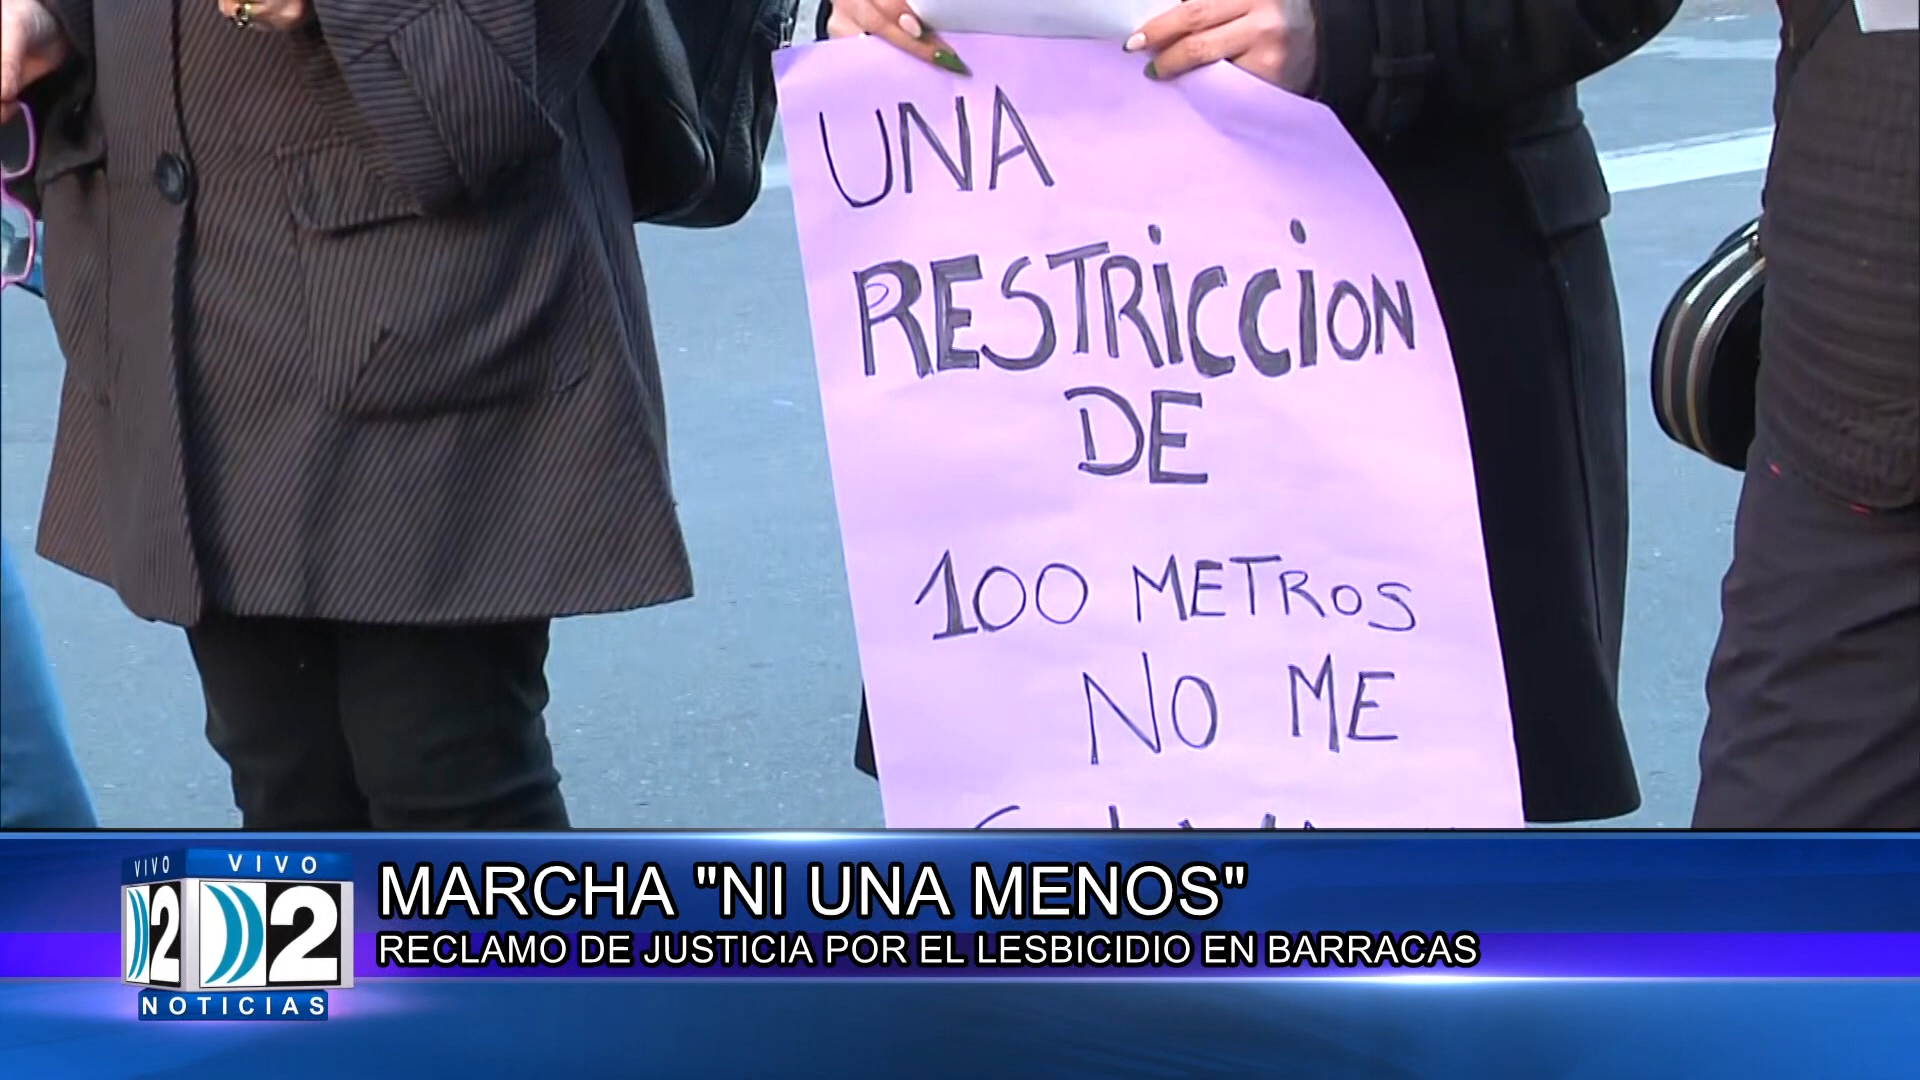 UNA
RESTRICCION
DE
100 METROS
NO ME
VIVO VIVO
2 2
NOTICIAS
MARCHA "NI UNA MENOS"
RECLAMO DE JUSTICIA POR EL LESBICIDIO EN BARRACAS